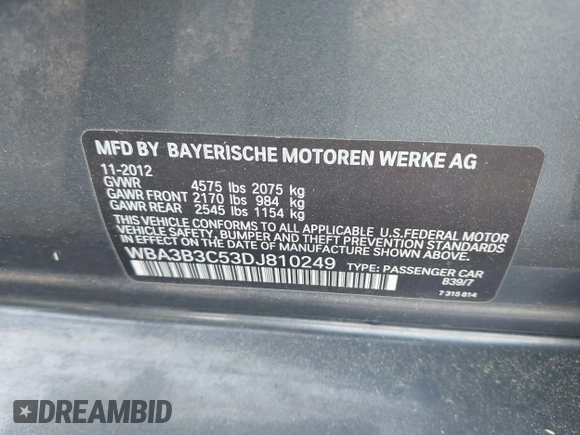 MFD BY BAYERISCHE MOTOREN WERKE AG
11-2012
GVWR 4575 lbs 2075 kg
GAWR FRONT 2170 lbs 984 kg
GAWR REAR 2545 lbs 1154 kg
THIS VEHICLE CONFORMS TO ALL APPLICABLE U.S.FEDERAL MOTOR
VEHICLE SAFETY, BUMPER AND THEFT PREVENTION STANDARDS
IN EFFECT ON THE DATE OF MANUFACTURE SHOWN ABOVE.
WBA3B3C53DJ810249 TYPE: PASSENGER CAR
B39/7
7 315 814
DREAMBID